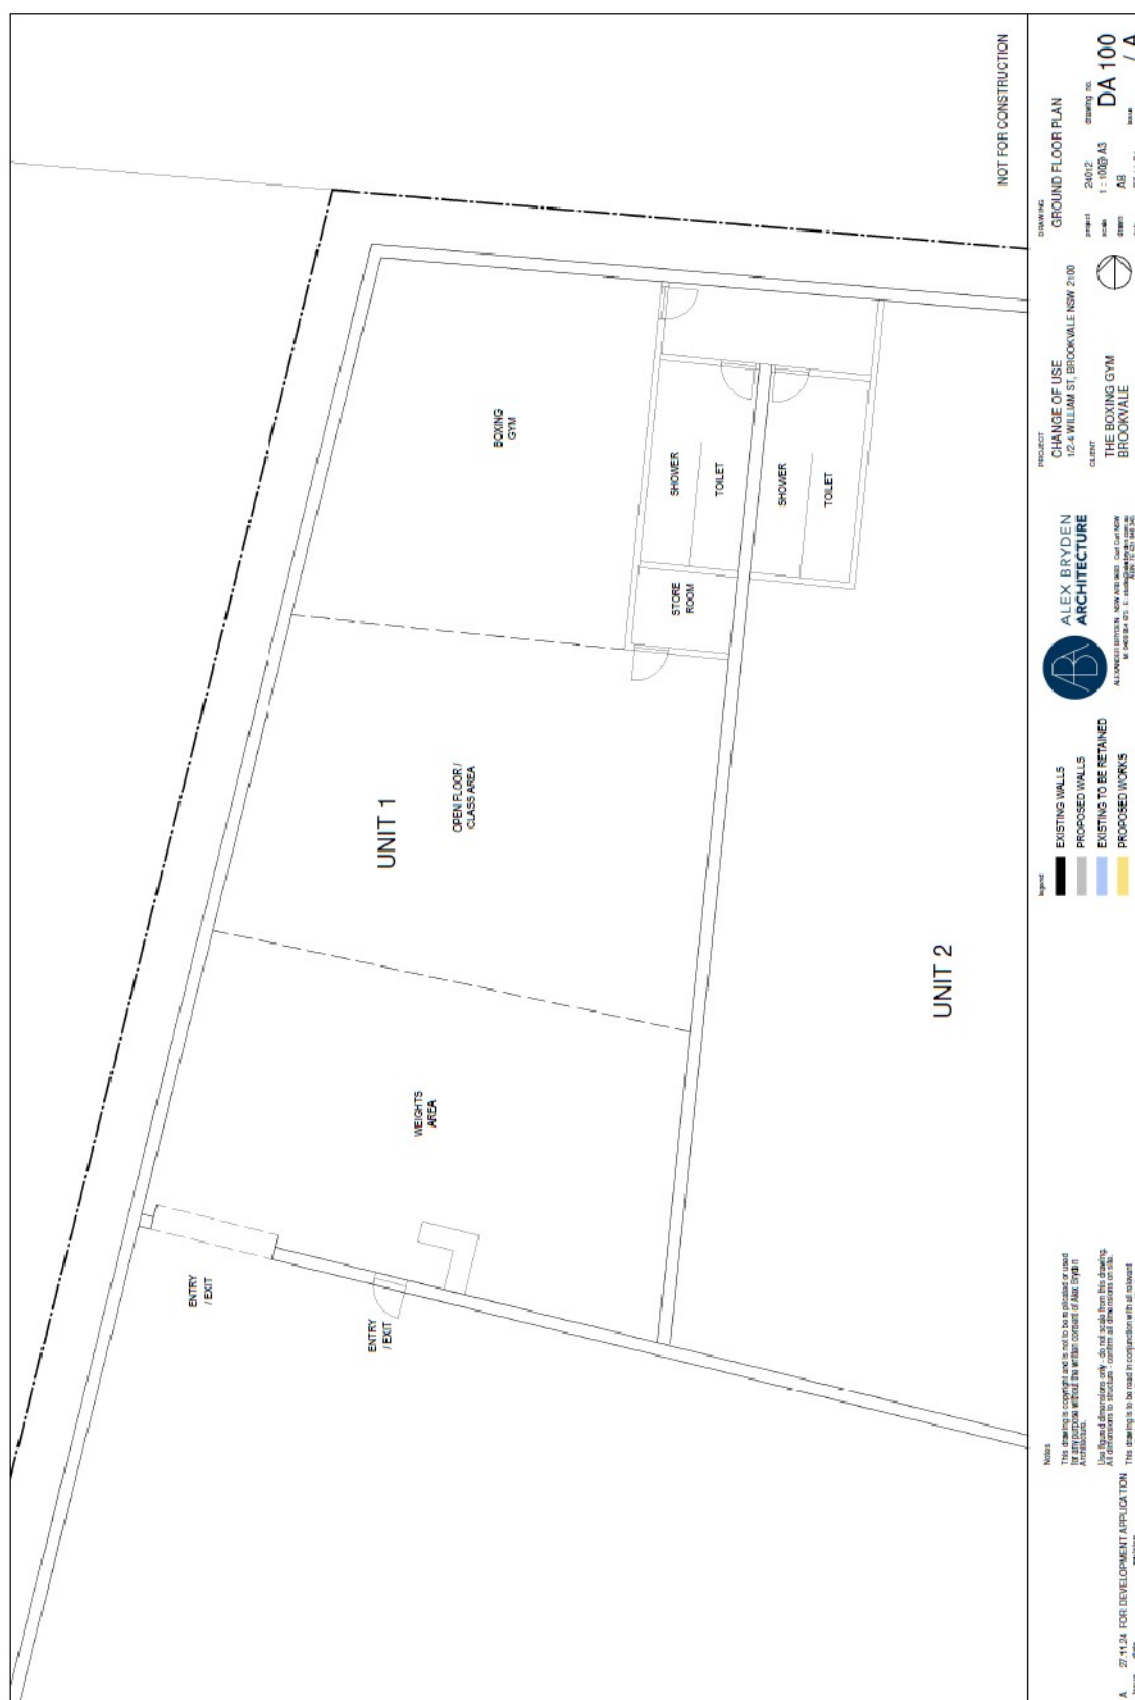 NOT FOR CONSTRUCTION
BOXING
GYM
SHOWER
TOILET
SHOWER
TOILET
STORE
ROOM
OPEN FLOOR /
CLASS AREA
UNIT 1
UNIT 2
WEIGHTS
AREA
ENTRY
/ EXIT
ENTRY
/ EXIT
A 27.11.24 FOR DEVELOPMENT APPLICATION
Notes
This drawing is copyright and is not to be replicated or used
for any purpose without the written consent of Alex Bryden
Architecture.
Use figured dimensions only - do not scale from this drawing.
All dimensions to structure - confirm all dimensions on site.
This drawing is to be read in conjunction with all relevant
legend:
EXISTING WALLS
PROPOSED WALLS
EXISTING TO BE RETAINED
PROPOSED WORKS
ABA
ALEX BRYDEN
ARCHITECTURE
PROJECT
CHANGE OF USE
1/2-4 WILLIAM ST, BROOKVALE NSW 2100
CLIENT
THE BOXING GYM
BROOKVALE
DRAWING
GROUND FLOOR PLAN
project 24012
scale 1 : 100@ A3
drawn AB
drawing no.
DA 100
issue / A